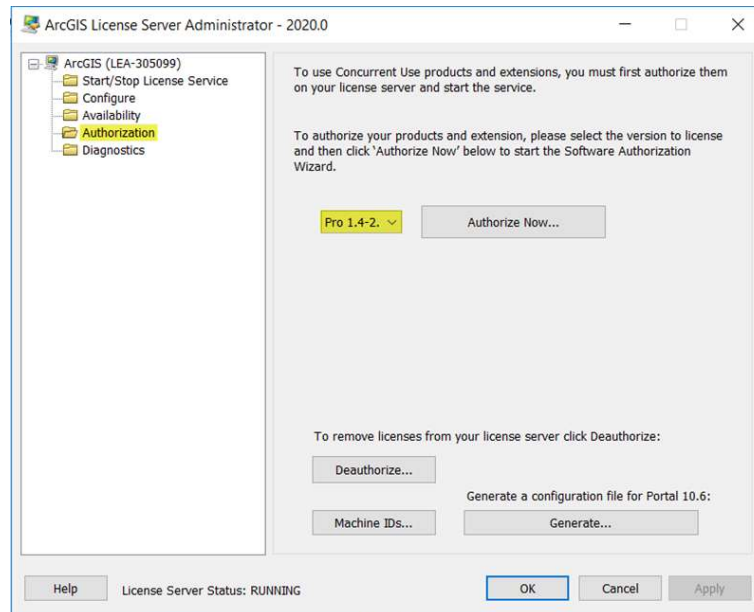 ArcGIS License Server Administrator - 2020.0
ArcGIS (LEA-305099)
Start/Stop License Service
Configure
Availability
Authorization
Diagnostics
To use Concurrent Use products and extensions, you must first authorize them
on your license server and start the service.
To authorize your products and extension, please select the version to license
and then click 'Authorize Now' below to start the Software Authorization
Wizard.
Pro 1.4-2.
Authorize Now...
To remove licenses from your license server click Deauthorize:
Deauthorize...
Generate a configuration file for Portal 10.6:
Machine IDs...
Generate...
Help
License Server Status: RUNNING
OK
Cancel
Apply